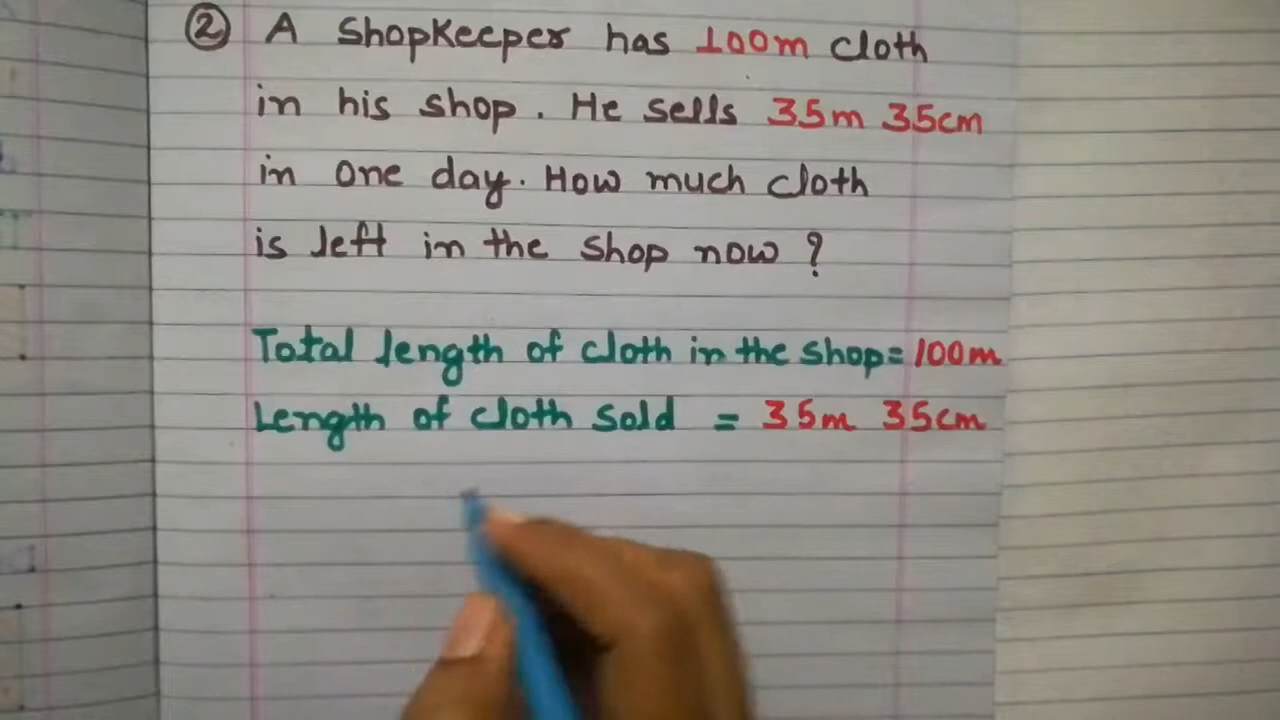 ② A Shopkeeper has 100m cloth
in his shop. He sells 35m 35cm
in one day. How much cloth
is left in the shop now?
Total length of cloth in the shop= 100m
Length of cloth sold = 35m 35cm